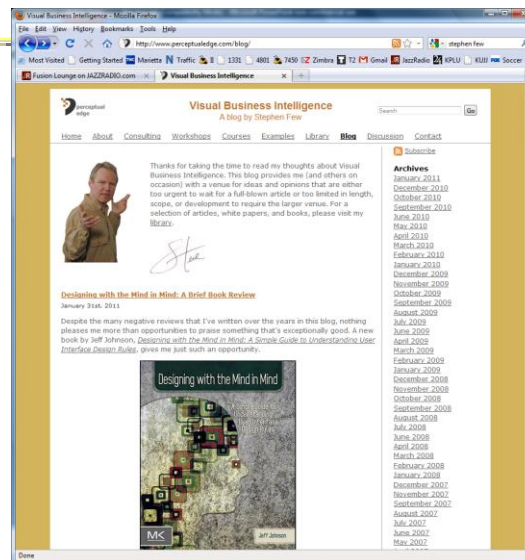 Visual Business Intelligence - Mozilla Firefox
File Edit View History Bookmarks Tools Help
http://www.perceptualedge.com/blog/
stephen few
Most Visited Getting Started Marietta Traffic 1331 4801 7450 Zimbra T2 Gmail JazzRadio KPLU KUJJ Soccer
Fusion Lounge on JAZZRADIO.com
Visual Business Intelligence
perceptual
edge
Visual Business Intelligence
A blog by Stephen Few
Search
Go
Home About Consulting Workshops Courses Examples Library Blog Discussion Contact
Thanks for taking the time to read my thoughts about Visual
Business Intelligence. This blog provides me (and others on
occasion) with a venue for ideas and opinions that are either
too urgent to wait for a full-blown article or too limited in length,
scope, or development to require the larger venue. For a
selection of articles, white papers, and books, please visit my
library.
Designing with the Mind in Mind: A Brief Book Review
January 31st, 2011
Despite the many negative reviews that I've written over the years in this blog, nothing
pleases me more than opportunities to praise something that's exceptionally good. A new
book by Jeff Johnson, Designing with the Mind in Mind: A Simple Guide to Understanding User
Interface Design Rules, gives me just such an opportunity.
Designing with the Mind in Mind
MK
Jeff Johnson
Subscribe
Archives
January 2011
December 2010
October 2010
September 2010
June 2010
May 2010
April 2010
March 2010
February 2010
January 2010
December 2009
November 2009
October 2009
September 2009
August 2009
July 2009
June 2009
April 2009
March 2009
February 2009
January 2009
December 2008
November 2008
October 2008
September 2008
August 2008
July 2008
June 2008
April 2008
March 2008
February 2008
January 2008
December 2007
November 2007
October 2007
September 2007
August 2007
July 2007
June 2007
May 2007
Done